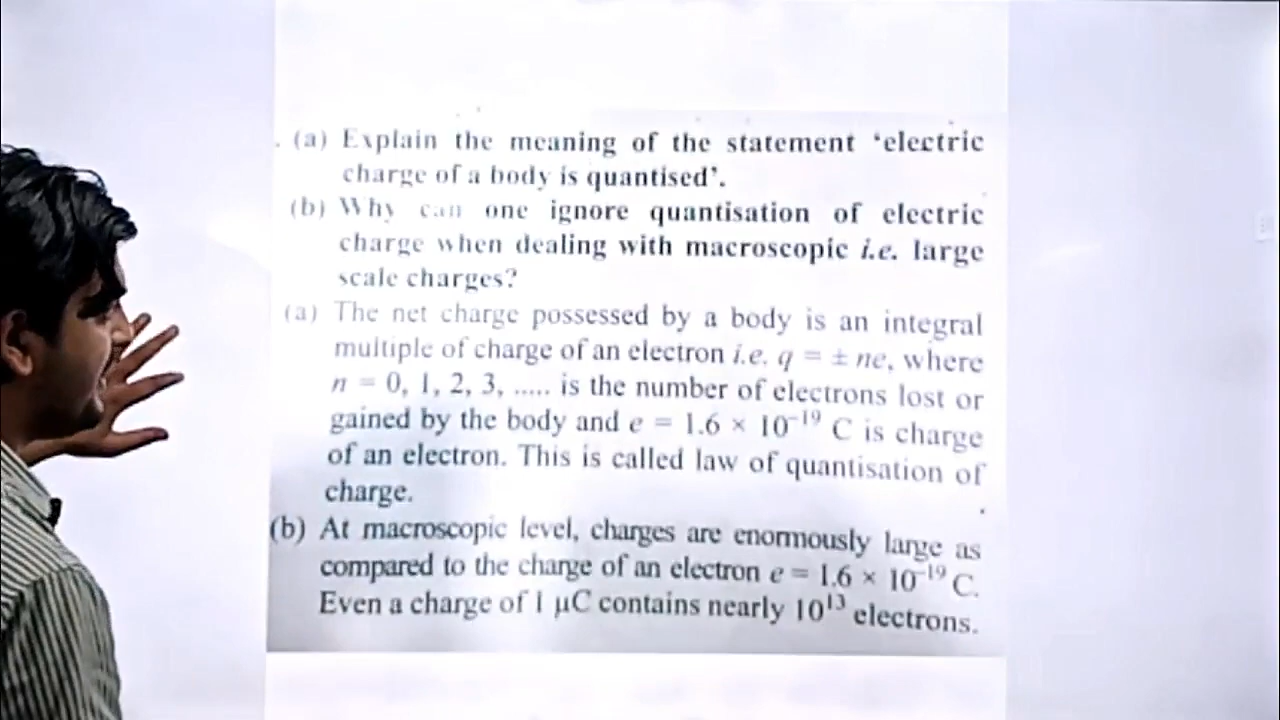 (a) Explain the meaning of the statement ‘electric
charge of a body is quantised’.
(b) Why can one ignore quantisation of electric
charge when dealing with macroscopic i.e. large
scale charges?
(a) The net charge possessed by a body is an integral
multiple of charge of an electron i.e. q = ± ne, where
n = 0, 1, 2, 3, ..... is the number of electrons lost or
gained by the body and e = 1.6 × 10⁻¹⁹ C is charge
of an electron. This is called law of quantisation of
charge.
(b) At macroscopic level, charges are enormously large as
compared to the charge of an electron e = 1.6 × 10⁻¹⁹ C.
Even a charge of 1 µC contains nearly 10¹³ electrons.